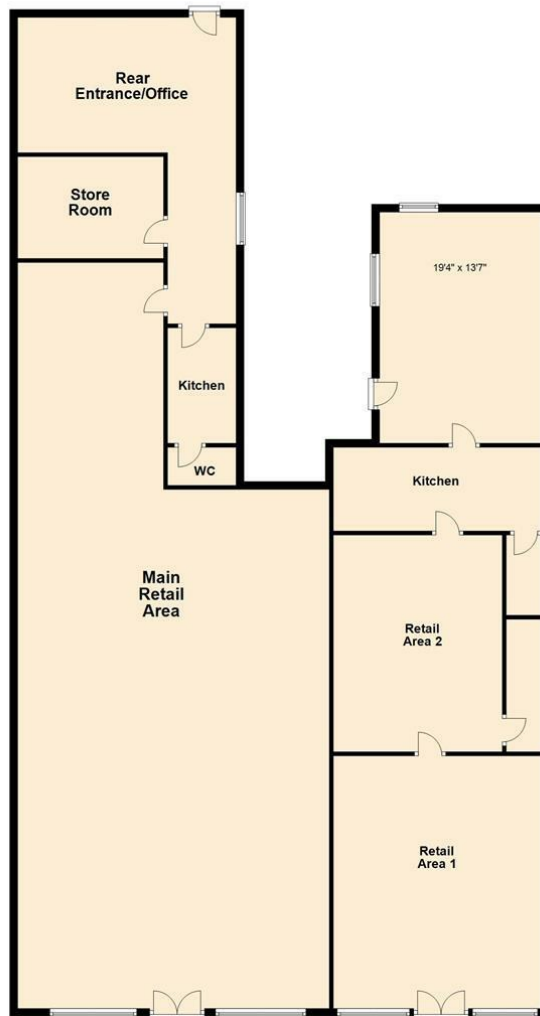 Rear
Entrance/Office
Store
Room
19'4" x 13'7"
Kitchen
WC
Kitchen
Main
Retail
Area
Retail
Area 2
Retail
Area 1